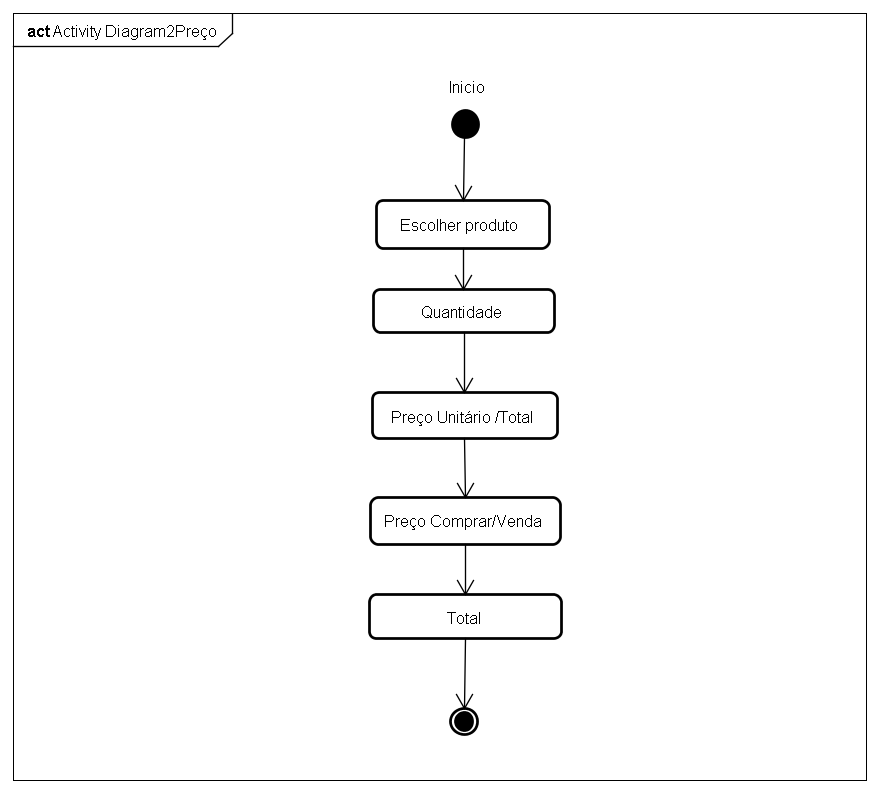 act Activity Diagram2Preço
Inicio
Escolher produto
Quantidade
Preço Unitário /Total
Preço Comprar/Venda
Total